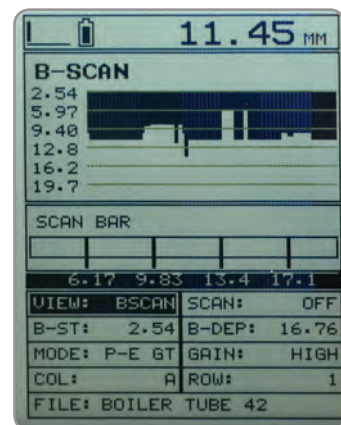 11.45 MM
B-SCAN
2.54
5.97
9.40
12.8
16.2
19.7
SCAN BAR
6.17 9.83 13.4 17.1
VIEW: BSCAN SCAN: OFF
B-ST: 2.54 B-DEP: 16.76
MODE: P-E GT GAIN: HIGH
COL: A ROW: 1
FILE: BOILER TUBE 42